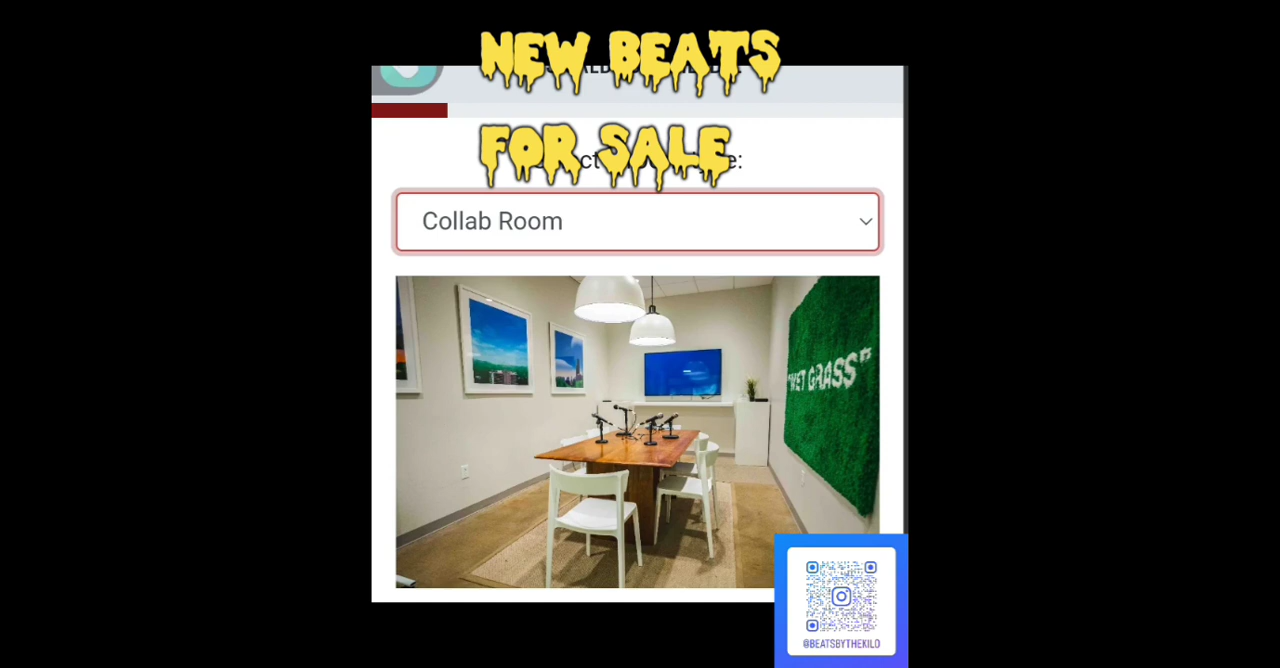 NEW BEATS
FOR SALE
Collab Room
"WET GRASS"
@BEATSBYTHEKILO